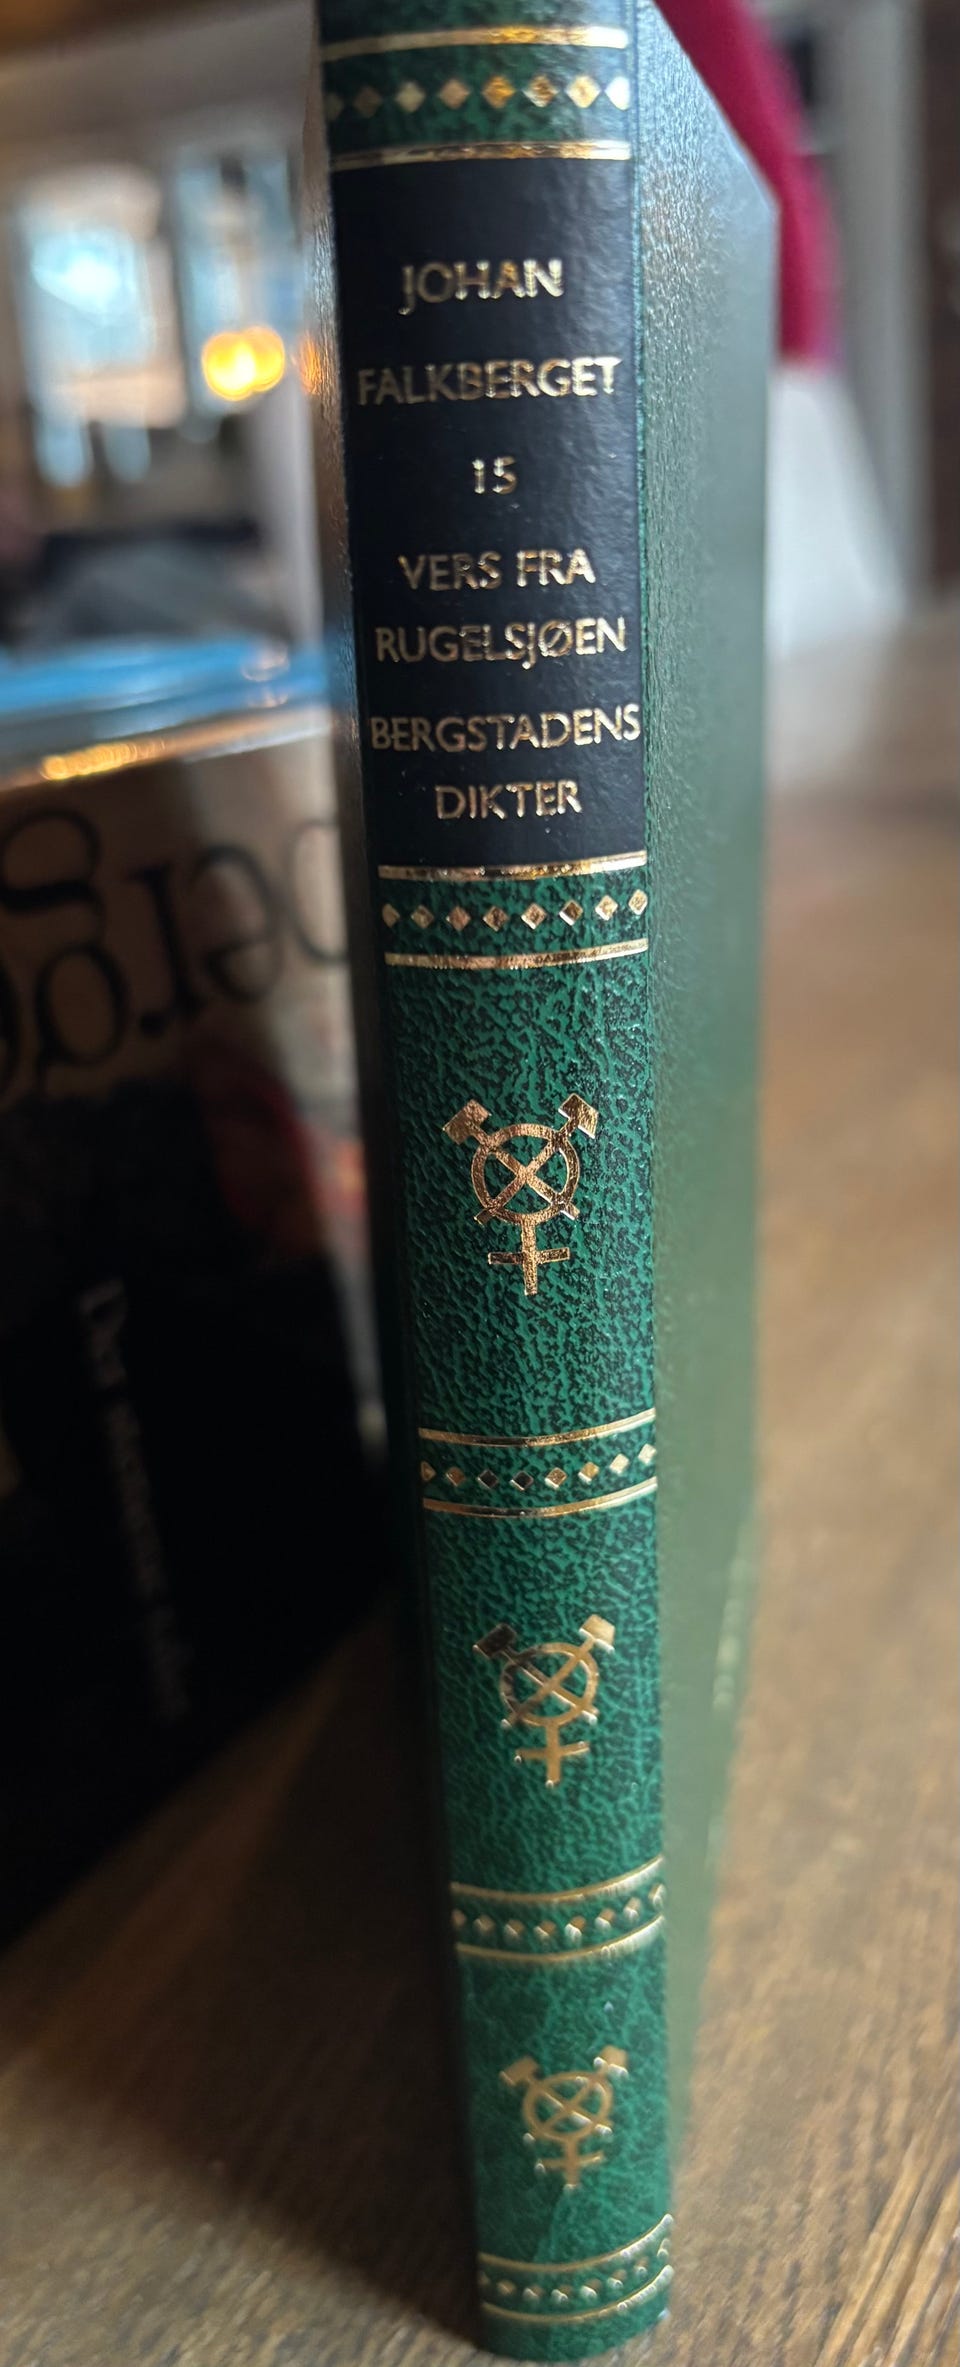 JOHAN
FALKBERGET
15
VERS FRA
RUGELSJØEN
BERGSTADENS
DIKTER